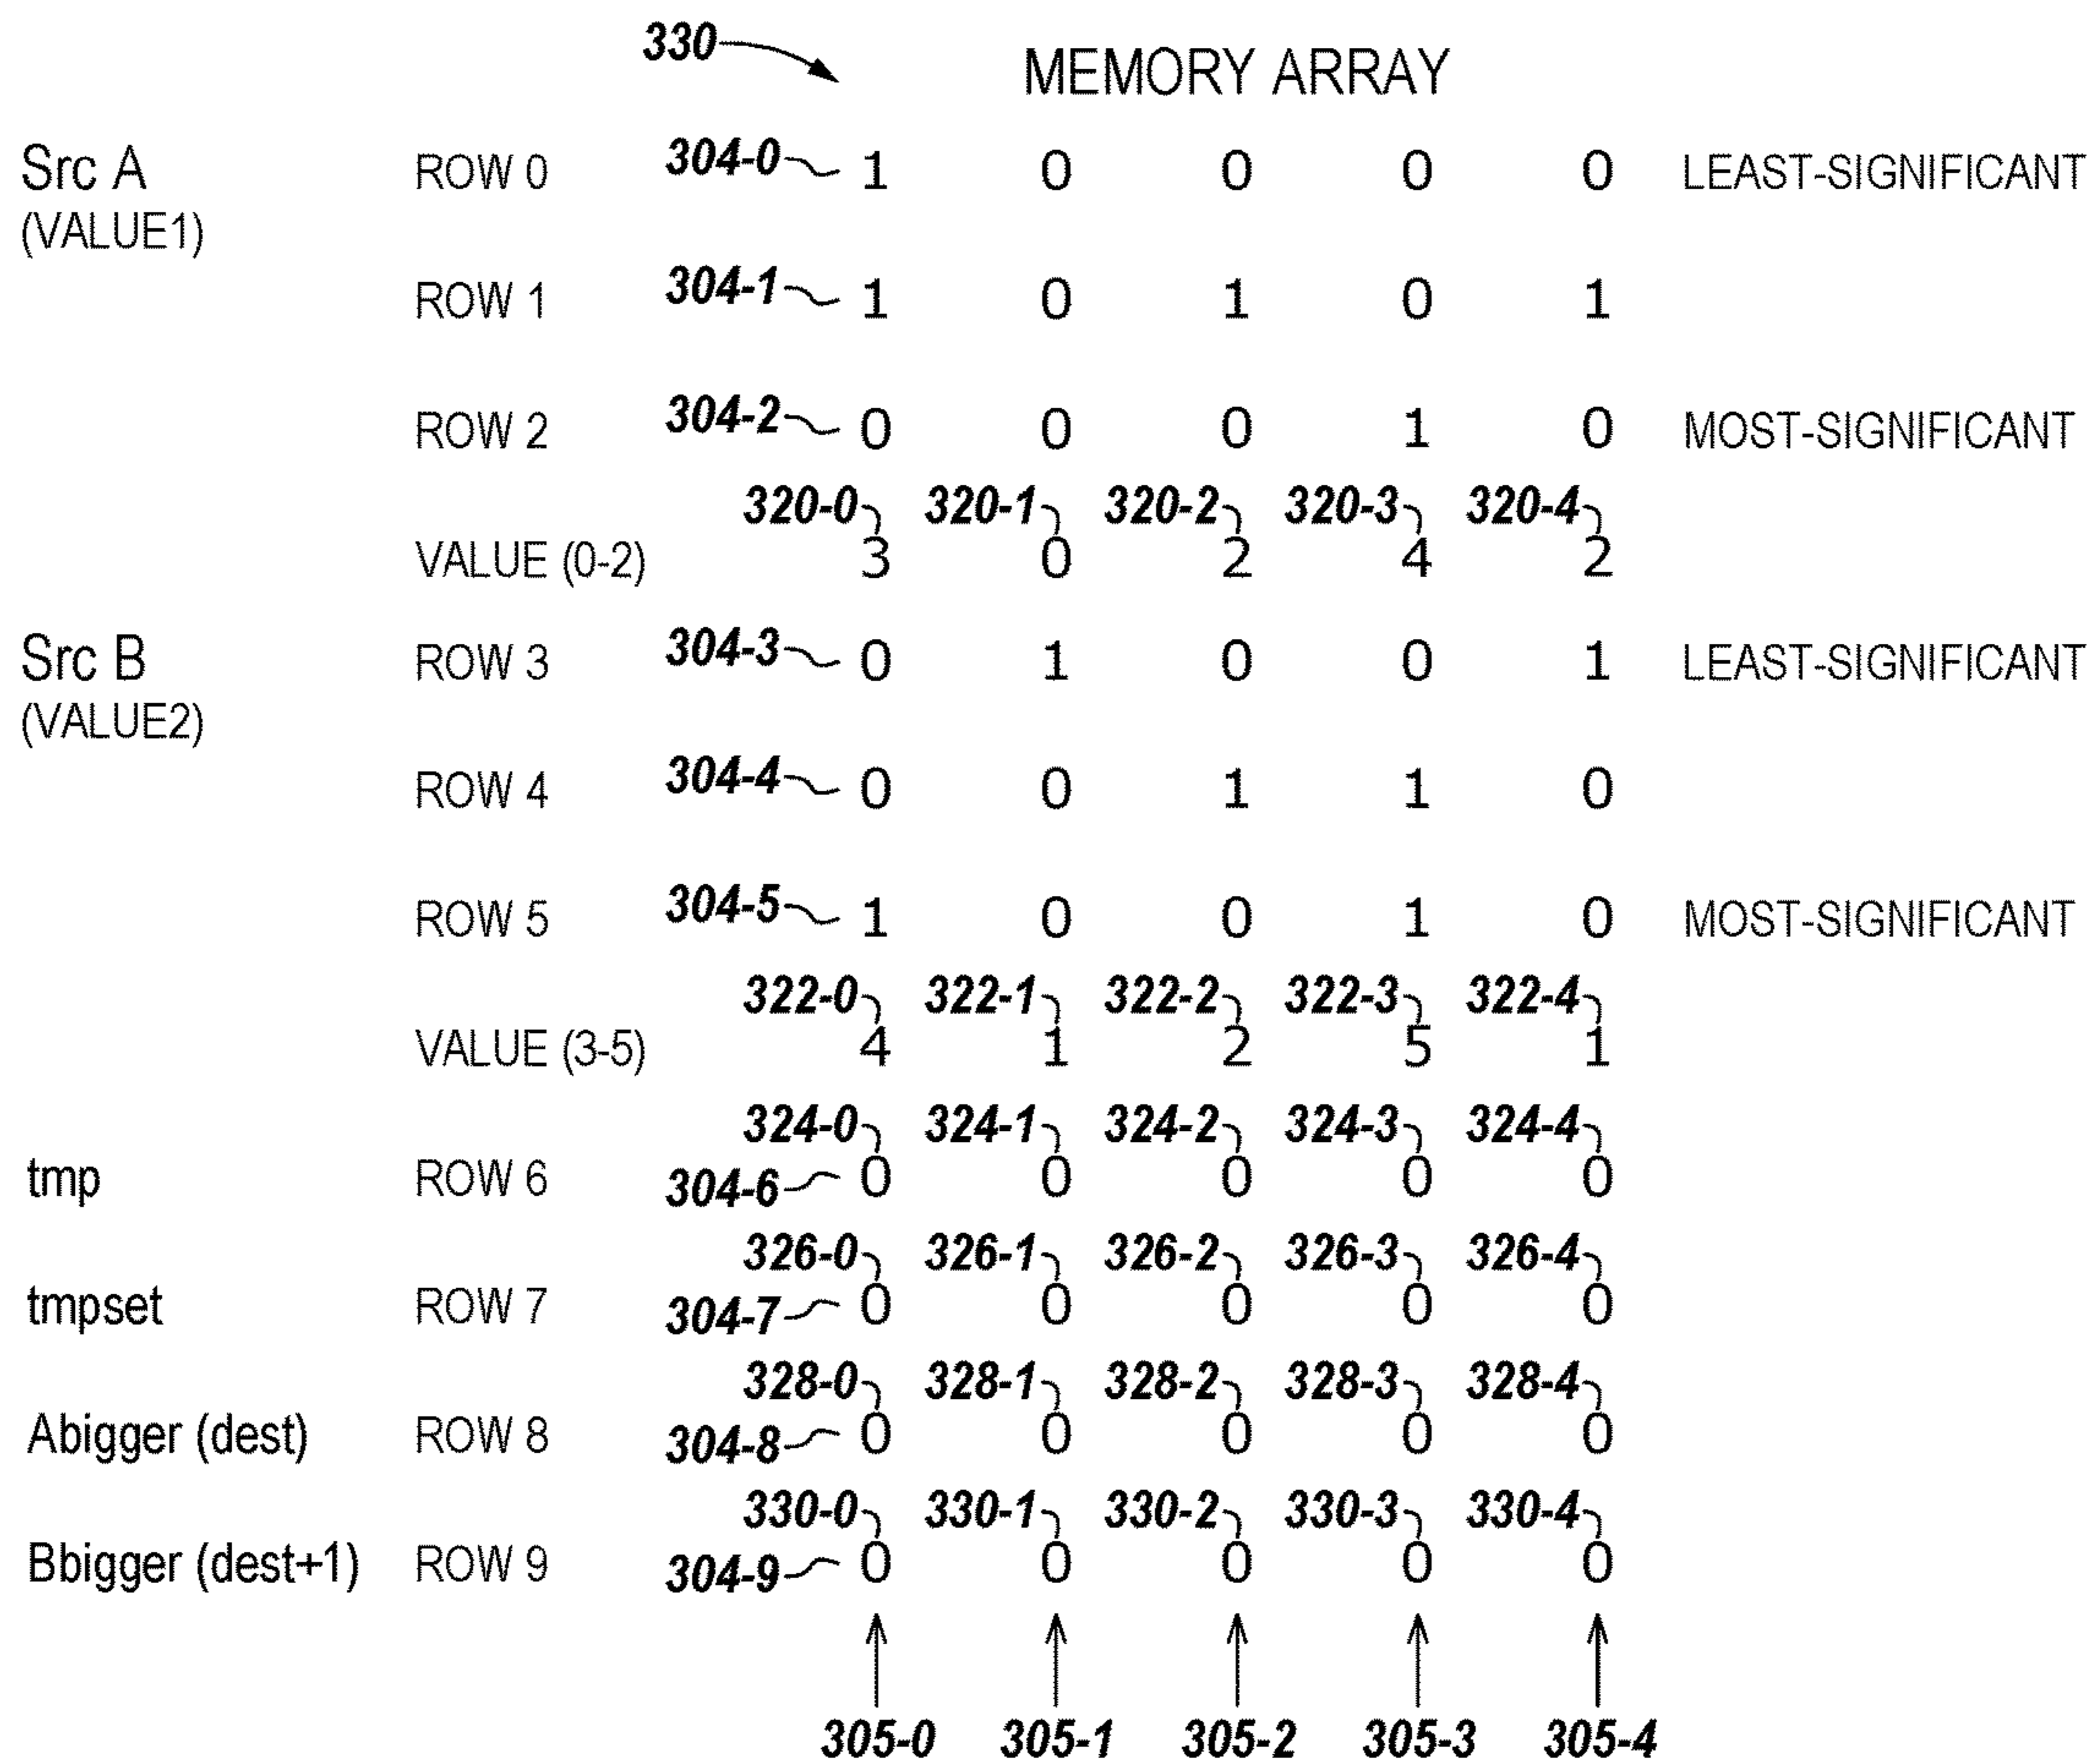 330 MEMORY ARRAY
Src A ROW 0 304-0 1 0 0 0 0 LEAST-SIGNIFICANT
(VALUE1)
ROW 1 304-1 1 0 1 0 1
ROW 2 304-2 0 0 0 1 0 MOST-SIGNIFICANT
320-0 320-1 320-2 320-3 320-4
VALUE (0-2) 3 0 2 4 2
Src B ROW 3 304-3 0 1 0 0 1 LEAST-SIGNIFICANT
(VALUE2)
ROW 4 304-4 0 0 1 1 0
ROW 5 304-5 1 0 0 1 0 MOST-SIGNIFICANT
322-0 322-1 322-2 322-3 322-4
VALUE (3-5) 4 1 2 5 1
324-0 324-1 324-2 324-3 324-4
tmp ROW 6 304-6 0 0 0 0 0
326-0 326-1 326-2 326-3 326-4
tmpset ROW 7 304-7 0 0 0 0 0
328-0 328-1 328-2 328-3 328-4
Abigger (dest) ROW 8 304-8 0 0 0 0 0
330-0 330-1 330-2 330-3 330-4
Bbigger (dest+1) ROW 9 304-9 0 0 0 0 0
305-0 305-1 305-2 305-3 305-4